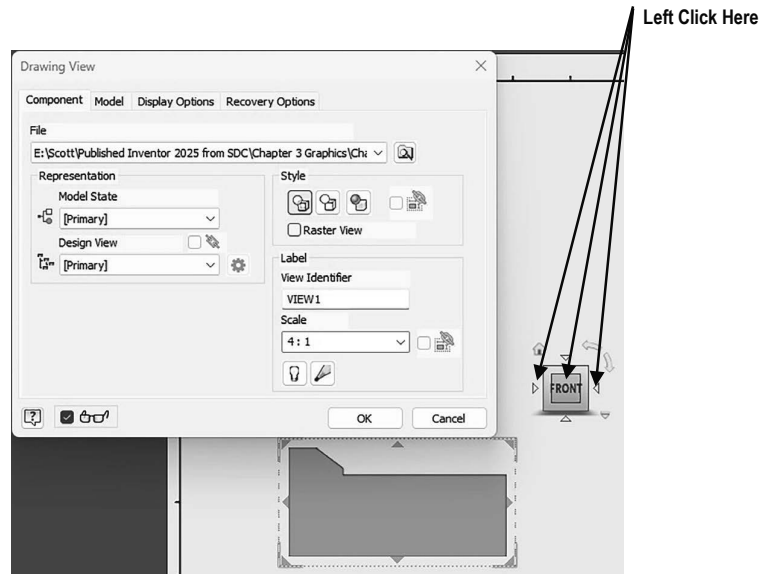 Left Click Here
Drawing View
Component Model Display Options Recovery Options
File
E:\Scott\Published Inventor 2025 from SDC\Chapter 3 Graphics\Cha
Representation
Model State
[Primary]
Design View
[Primary]
Style
Raster View
Label
View Identifier
VIEW1
Scale
4 : 1
OK Cancel
FRONT